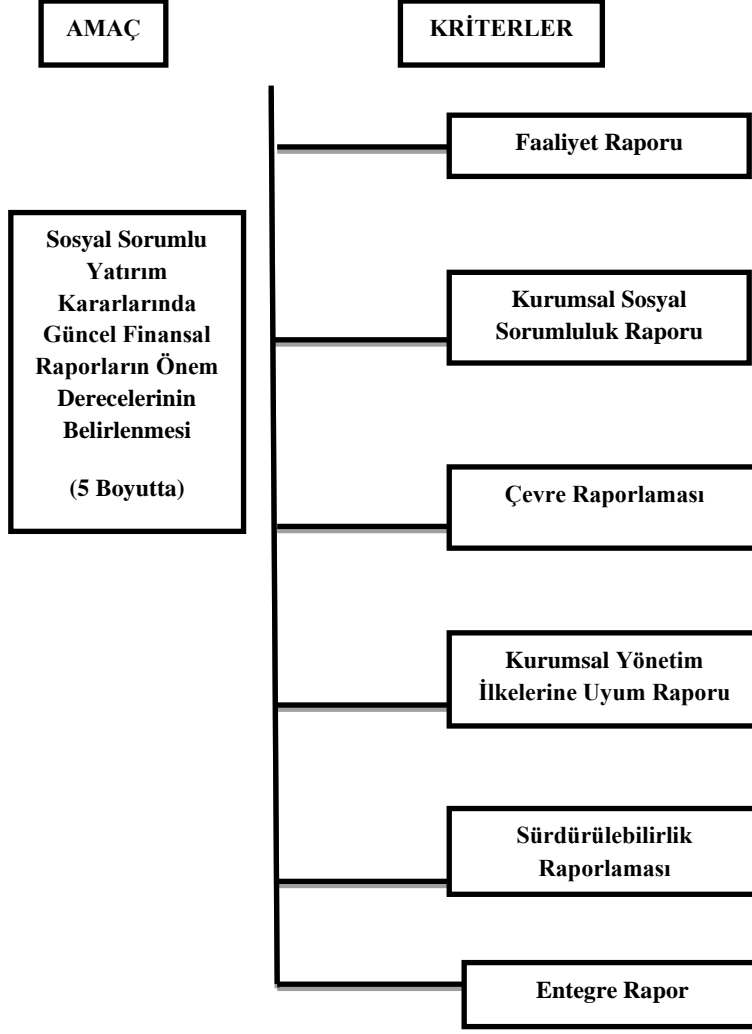 AMAÇ
KRİTERLER
Sosyal Sorumlu
Yatırım
Kararlarında
Güncel Finansal
Raporların Önem
Derecelerinin
Belirlenmesi
(5 Boyutta)
Faaliyet Raporu
Kurumsal Sosyal
Sorumluluk Raporu
Çevre Raporlaması
Kurumsal Yönetim
İlkelerine Uyum Raporu
Sürdürülebilirlik
Raporlaması
Entegre Rapor